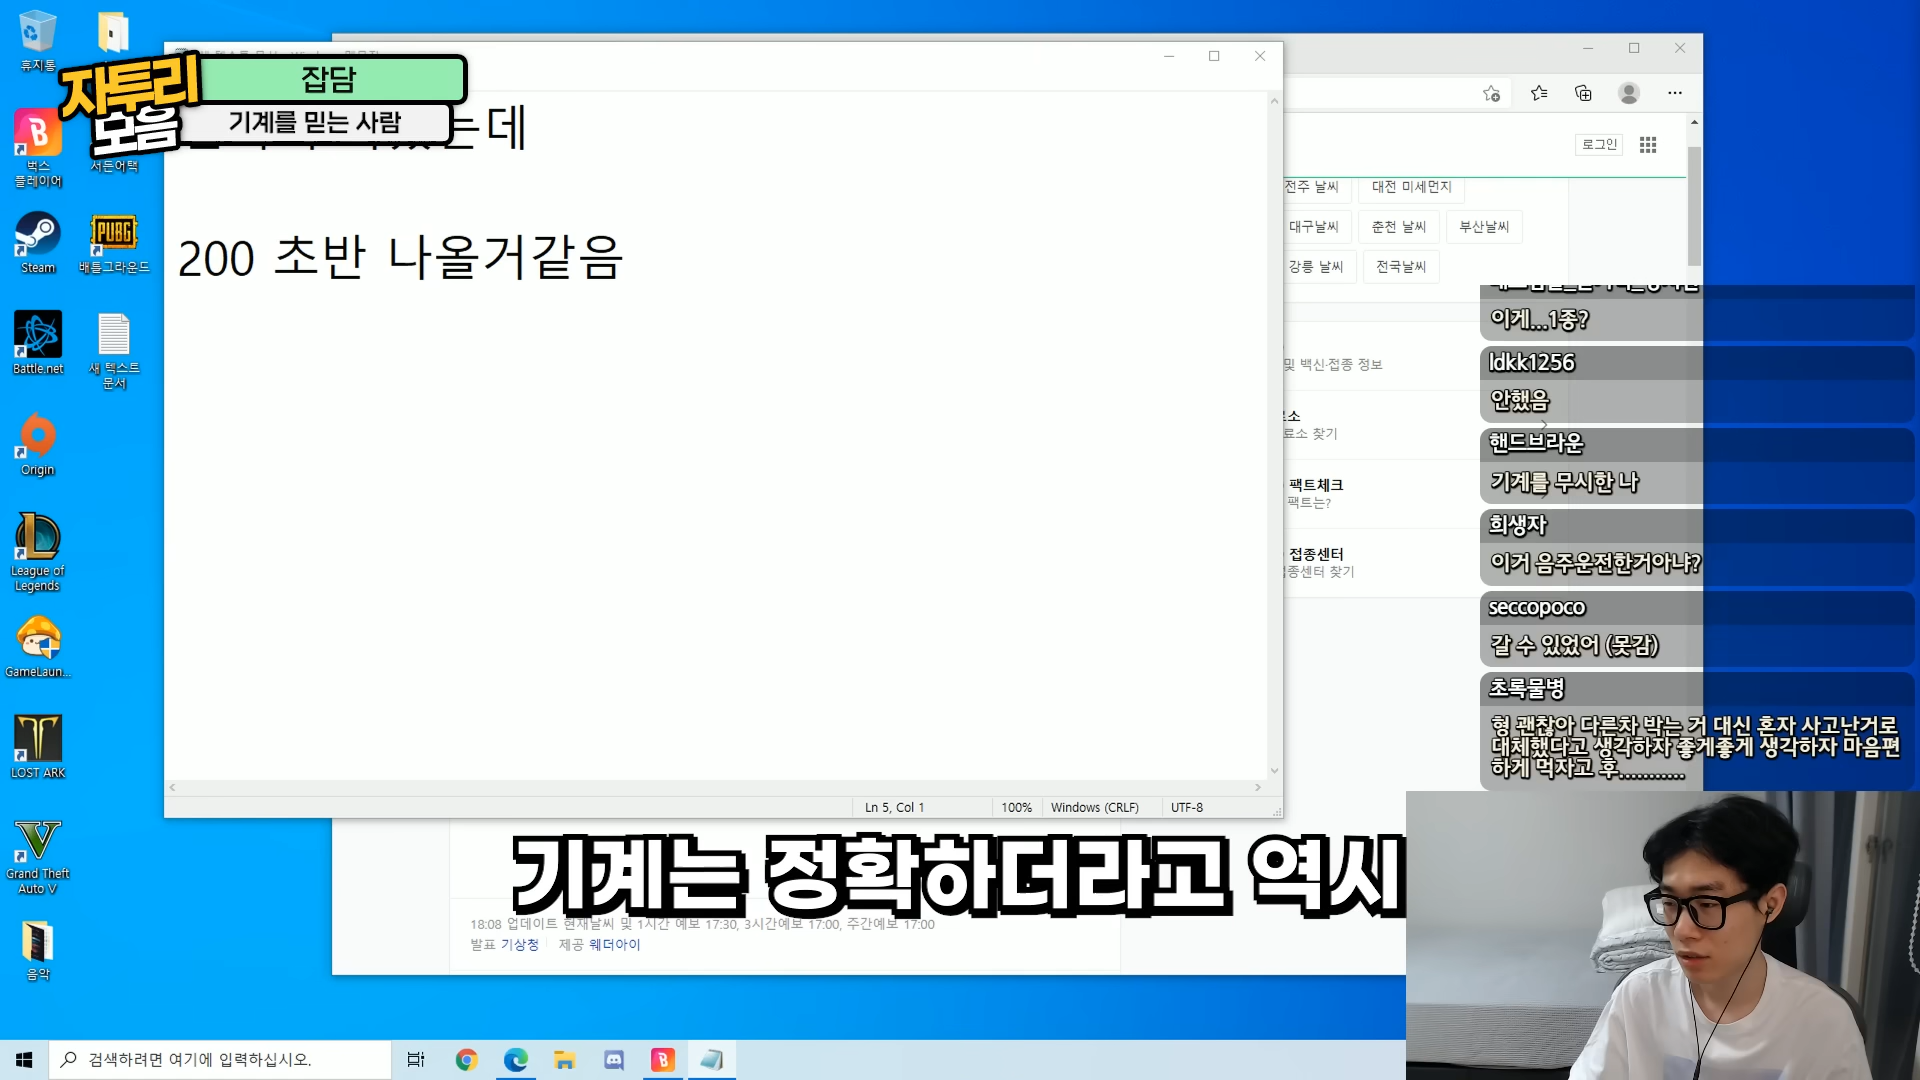 휴지통
자투리
모음
잡담
기계를 믿는 사람
는데
200 초반 나올거같음
벅스
플레이어
서든어택
Steam
PUBG
배틀그라운드
Battle.net
새 텍스트
문서
Origin
League of
Legends
GameLaun...
LOST ARK
Grand Theft
Auto V
음악
Ln 5, Col 1
100%
Windows (CRLF)
UTF-8
로그인
전주 날씨
대전 미세먼지
대구날씨
춘천 날씨
부산날씨
강릉 날씨
전국날씨
및 백신·접종 정보
료소 찾기
팩트체크
팩트는?
접종센터
접종센터 찾기
이게...1종?
ldkk1256
안했음
핸드브라운
기계를 무시한 나
희생자
이거 음주운전한거아냐?
seccopoco
갈 수 있었어 (못감)
초록물병
형 괜찮아 다른차 박는 거 대신 혼자 사고난거로
대체했다고 생각하자 좋게좋게 생각하자 마음편
하게 먹자고 후...........
기계는 정확하더라고 역시
18:08 업데이트 현재날씨 및 1시간 예보 17:30, 3시간예보 17:00, 주간예보 17:00
발표 기상청 제공 웨더아이
검색하려면 여기에 입력하십시오.